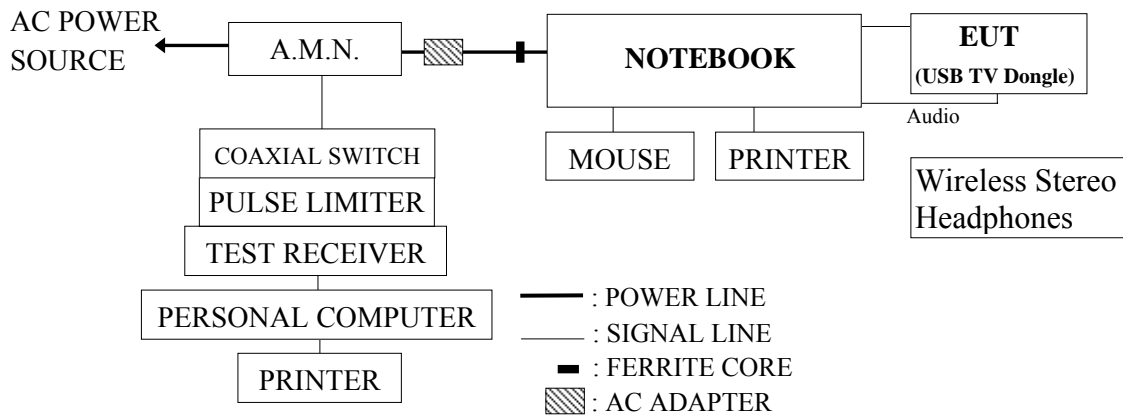 AC POWER
SOURCE
A.M.N.
NOTEBOOK
EUT
(USB TV Dongle)
Audio
COAXIAL SWITCH
MOUSE
PRINTER
PULSE LIMITER
Wireless Stereo
Headphones
TEST RECEIVER
PERSONAL COMPUTER
PRINTER
: POWER LINE
: SIGNAL LINE
: FERRITE CORE
: AC ADAPTER